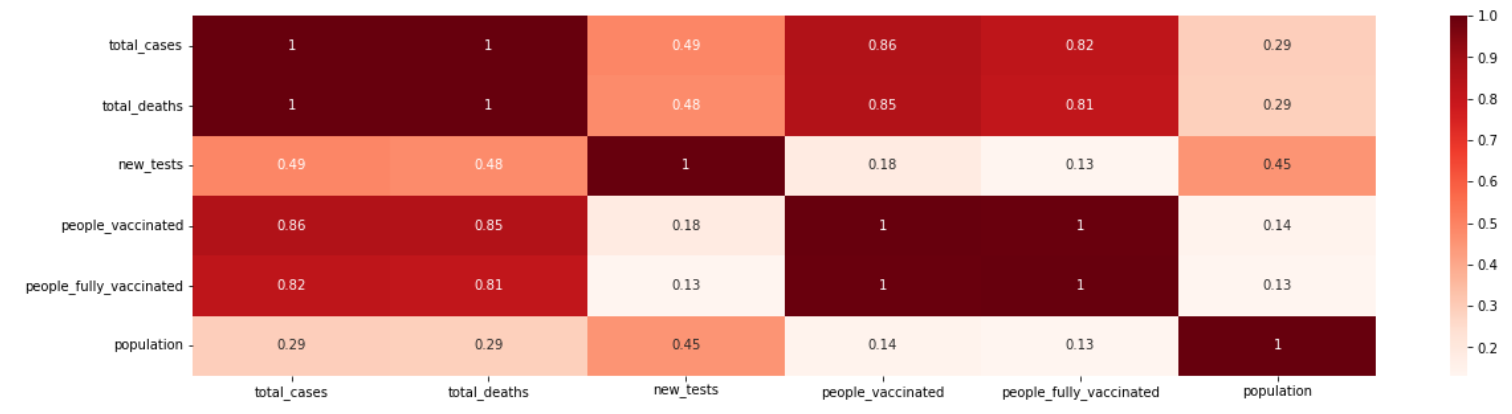 total_cases 1 1 0.49 0.86 0.82 0.29
total_deaths 1 1 0.48 0.85 0.81 0.29
new_tests 0.49 0.48 1 0.18 0.13 0.45
people_vaccinated 0.86 0.85 0.18 1 1 0.14
people_fully_vaccinated 0.82 0.81 0.13 1 1 0.13
population 0.29 0.29 0.45 0.14 0.13 1
total_cases total_deaths new_tests people_vaccinated people_fully_vaccinated population
1.0
0.9
0.8
0.7
0.6
0.5
0.4
0.3
0.2